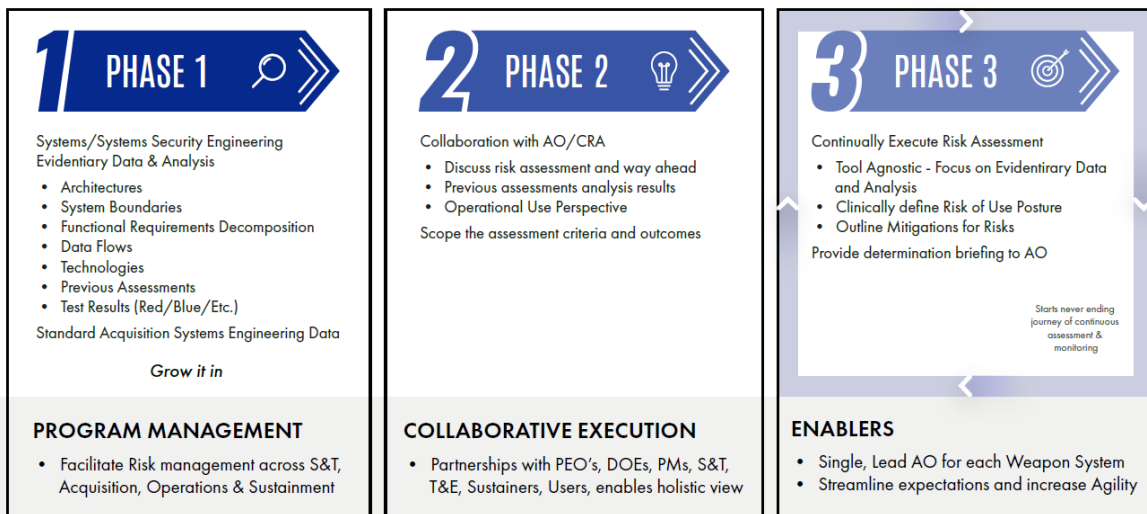 1 PHASE 1
Systems/Systems Security Engineering
Evidentiary Data & Analysis
• Architectures
• System Boundaries
• Functional Requirements Decomposition
• Data Flows
• Technologies
• Previous Assessments
• Test Results (Red/Blue/Etc.)
Standard Acquisition Systems Engineering Data
Grow it in
PROGRAM MANAGEMENT
• Facilitate Risk management across S&T,
Acquisition, Operations & Sustainment
2 PHASE 2
Collaboration with AO/CRA
• Discuss risk assessment and way ahead
• Previous assessments analysis results
• Operational Use Perspective
Scope the assessment criteria and outcomes
COLLABORATIVE EXECUTION
• Partnerships with PEO's, DOEs, PMs, S&T,
T&E, Sustainers, Users, enables holistic view
3 PHASE 3
Continually Execute Risk Assessment
• Tool Agnostic - Focus on Evidentirary Data
and Analysis
• Clinically define Risk of Use Posture
• Outline Mitigations for Risks
Provide determination briefing to AO
Starts never ending
journey of continuous
assessment &
monitoring
ENABLERS
• Single, Lead AO for each Weapon System
• Streamline expectations and increase Agility